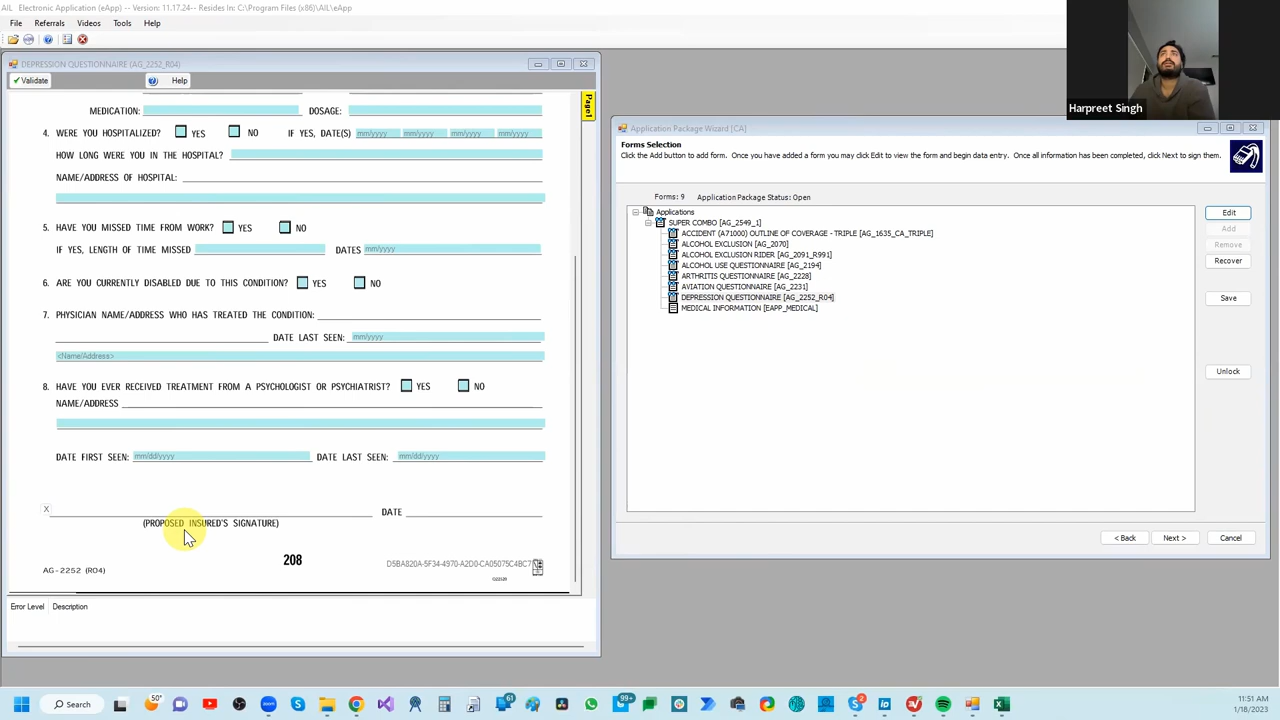 AIL Electronic Application (eApp) -- Version: 11.17.24-- Resides In: C:\Program Files (x86)\AIL\eApp
File Referrals Videos Tools Help
DEPRESSION QUESTIONNAIRE (AG_2252_R04)
Validate Help
Page1
MEDICATION: DOSAGE:
4. WERE YOU HOSPITALIZED? YES NO IF YES, DATE(S) mm/yyyy mm/yyyy mm/yyyy mm/yyyy
HOW LONG WERE YOU IN THE HOSPITAL?
NAME/ADDRESS OF HOSPITAL:
5. HAVE YOU MISSED TIME FROM WORK? YES NO
IF YES, LENGTH OF TIME MISSED DATES mm/yyyy
6. ARE YOU CURRENTLY DISABLED DUE TO THIS CONDITION? YES NO
7. PHYSICIAN NAME/ADDRESS WHO HAS TREATED THE CONDITION:
DATE LAST SEEN: mm/yyyy
<Name/Address>
8. HAVE YOU EVER RECEIVED TREATMENT FROM A PSYCHOLOGIST OR PSYCHIATRIST? YES NO
NAME/ADDRESS
DATE FIRST SEEN: mm/dd/yyyy DATE LAST SEEN: mm/dd/yyyy
X DATE
(PROPOSED INSURED'S SIGNATURE)
208
AG-2252 (R04)
D5BA820A-5F34-4970-A2D0-CA05075C4BC7
Error Level Description
Harpreet Singh
Application Package Wizard [CA]
Forms Selection
Click the Add button to add form. Once you have added a form you may click Edit to view the form and begin data entry. Once all information has been completed, click Next to sign them.
Forms: 9 Application Package Status: Open
Applications
SUPER COMBO [AG_2549_1]
ACCIDENT (A71000) OUTLINE OF COVERAGE - TRIPLE [AG_1635_CA_TRIPLE]
ALCOHOL EXCLUSION [AG_2070]
ALCOHOL EXCLUSION RIDER [AG_2091_R991]
ALCOHOL USE QUESTIONNAIRE [AG_2194]
ARTHRITIS QUESTIONNAIRE [AG_2228]
AVIATION QUESTIONNAIRE [AG_2231]
DEPRESSION QUESTIONNAIRE [AG_2252_R04]
MEDICAL INFORMATION [EAPP_MEDICAL]
Edit
Add
Remove
Recover
Save
Unlock
< Back Next > Cancel
Search
50°
61
99+
2
11:51 AM
1/18/2023